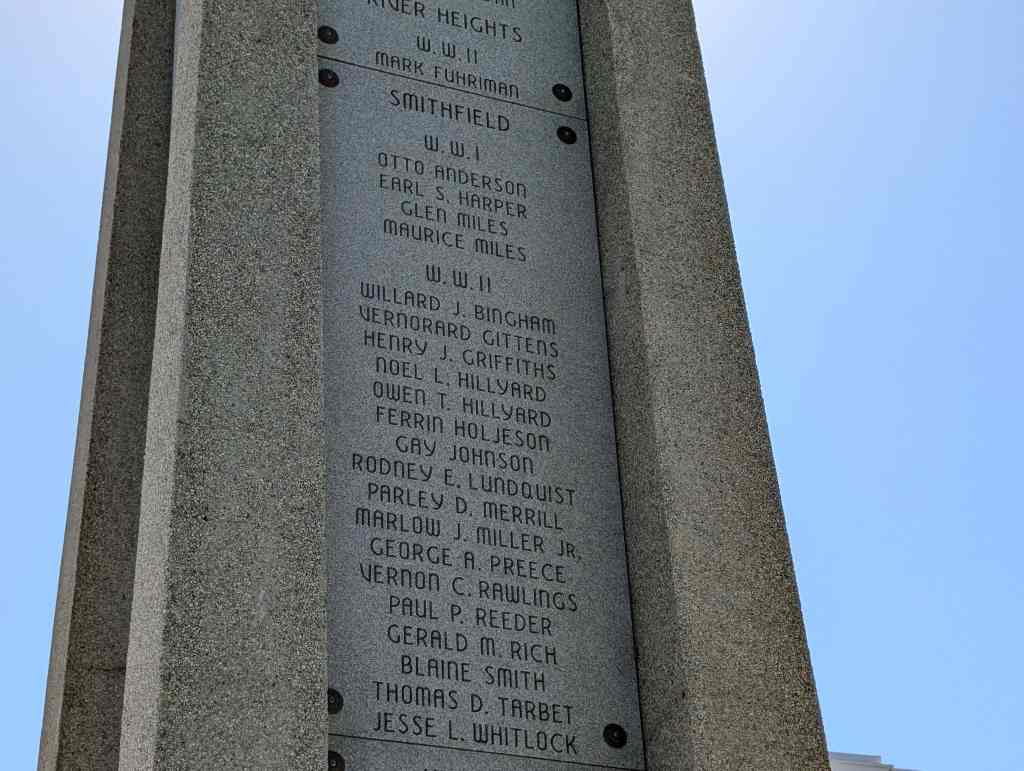 RIVER HEIGHTS
W.W.II
MARK FUHRIMAN
SMITHFIELD
W.W.I
OTTO ANDERSON
EARL S. HARPER
GLEN MILES
MAURICE MILES
W.W.II
WILLARD J. BINGHAM
VERNORARD GITTENS
HENRY J. GRIFFITHS
NOEL L. HILLYARD
OWEN T. HILLYARD
FERRIN HOLJESON
GAY JOHNSON
RODNEY E. LUNDQUIST
PARLEY D. MERRILL
MARLOW J. MILLER JR.
GEORGE A. PREECE
VERNON C. RAWLINGS
PAUL P. REEDER
GERALD M. RICH
BLAINE SMITH
THOMAS D. TARBET
JESSE L. WHITLOCK